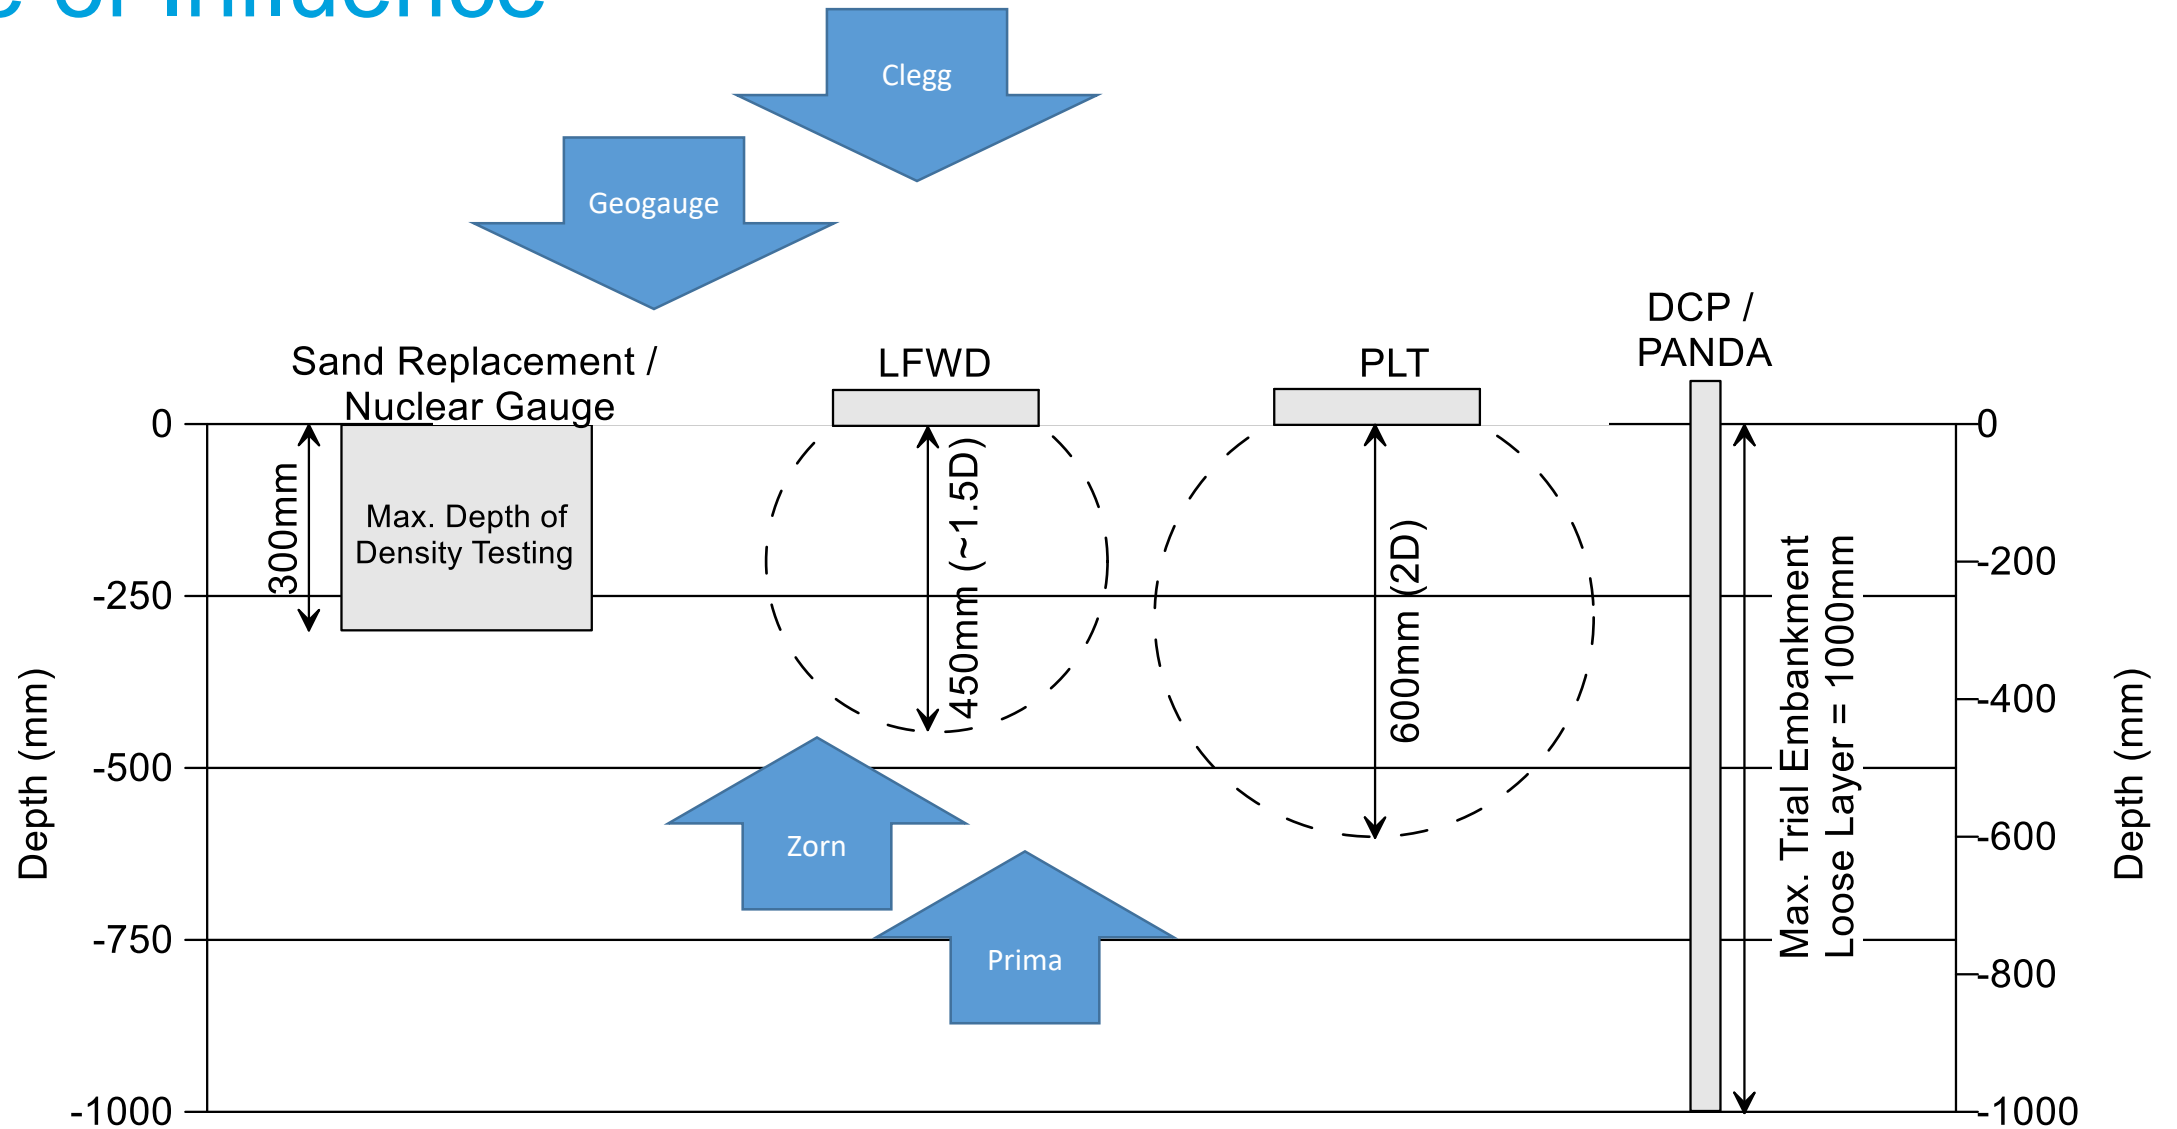 e of Influence
Clegg
Geogauge
DCP /
PANDA
Sand Replacement /
Nuclear Gauge
LFWD
PLT
0
-250
-500
-750
-1000
Depth (mm)
300mm
Max. Depth of
Density Testing
450mm (~1.5D)
600mm (2D)
Max. Trial Embankment
Loose Layer = 1000mm
0
-200
-400
-600
-800
-1000
Depth (mm)
Zorn
Prima